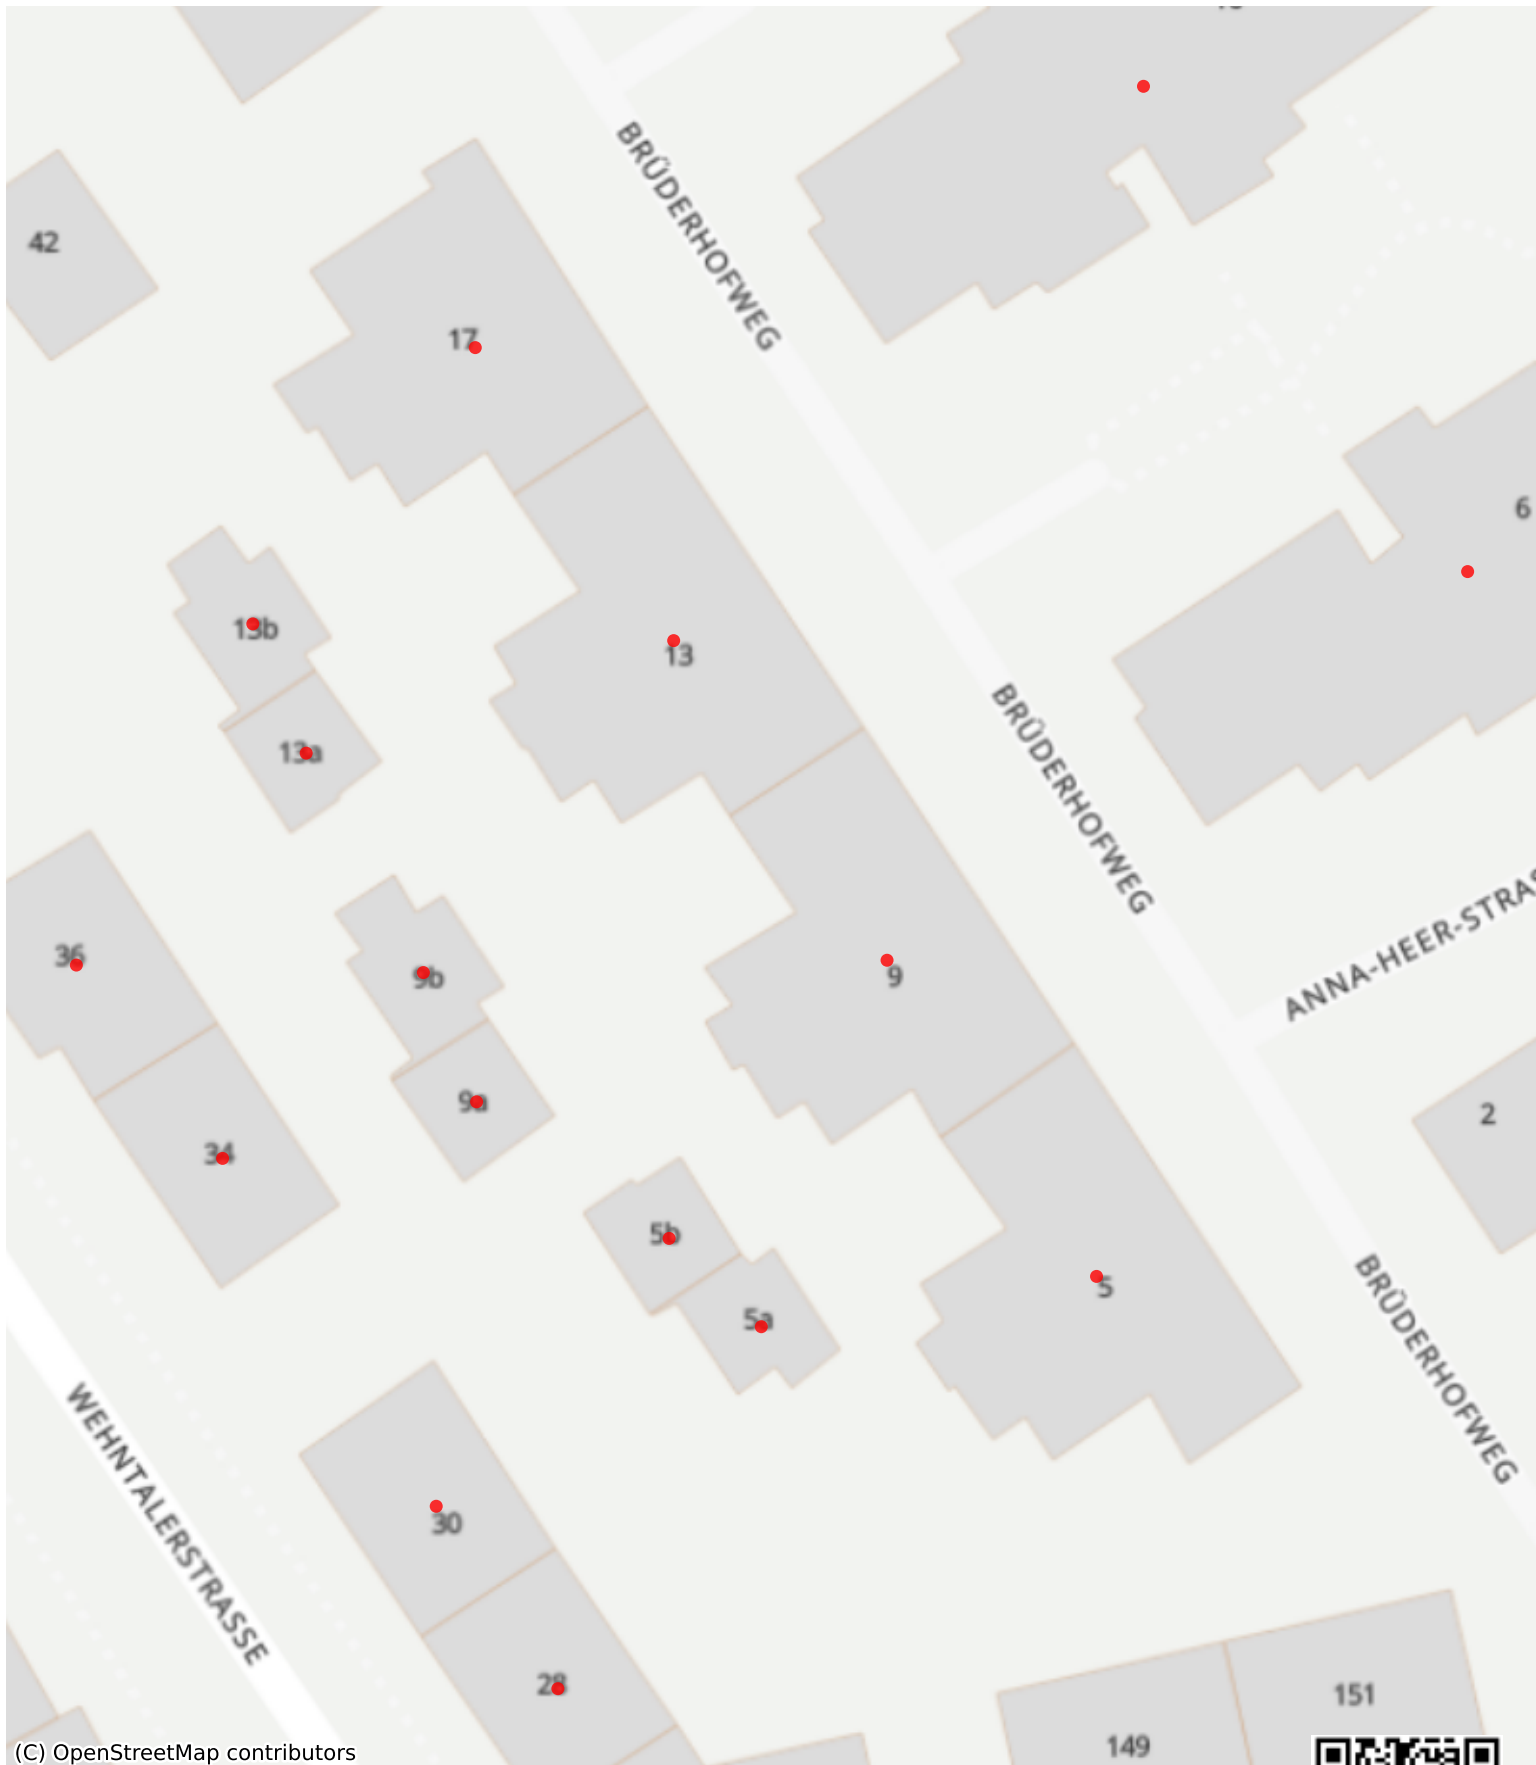 BRÜDERHOFWEG
42
17
13b
13
6
13a
BRÜDERHOFWEG
ANNA-HEER-STRAS
36
9b
9
9a
2
34
5b
5
5a
BRÜDERHOFWEG
WEHNTALERSTRASSE
30
28
151
149
(C) OpenStreetMap contributors